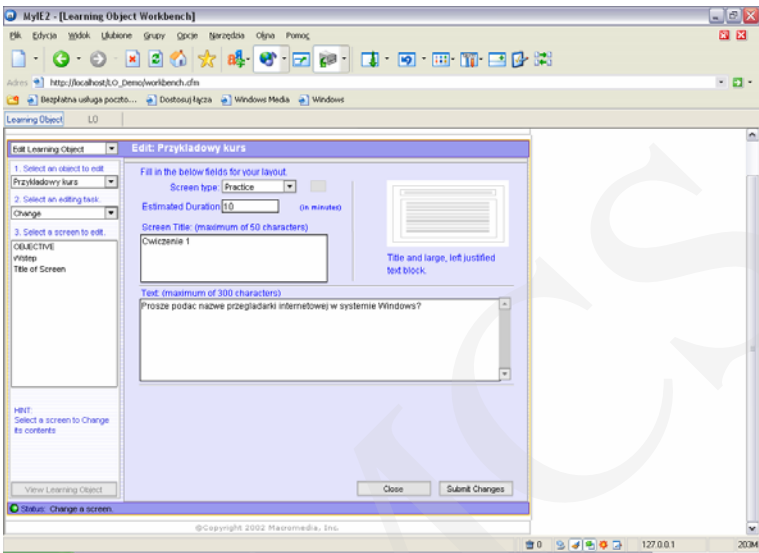 MyIE2 - [Learning Object Workbench]
Plik Edycja Widok Ulubione Grupy Opcje Narzędzia Okna Pomoc
Adres http://localhost/LO_Demo/workbench.cfm
Bezpłatna usługa poczto... Dostosuj łącza Windows Media Windows
Learning Object LO
Edit Learning Object
Edit: Przykladowy kurs
1. Select an object to edit
Przykladowy kurs
2. Select an editing task.
Change
3. Select a screen to edit.
OBJECTIVE
Wstep
Title of Screen
HINT:
Select a screen to Change
its contents
View Learning Object
Fill in the below fields for your layout.
Screen type: Practice
Estimated Duration 10 (in minutes)
Screen Title: (maximum of 50 characters)
Cwiczenie 1
Title and large, left justified
text block.
Text: (maximum of 300 characters)
Prosze podac nazwe przegladarki internetowej w systemie Windows?
Close Submit Changes
Status: Change a screen.
©Copyright 2002 Macromedia, Inc.
0 127.0.0.1 203M
ACS